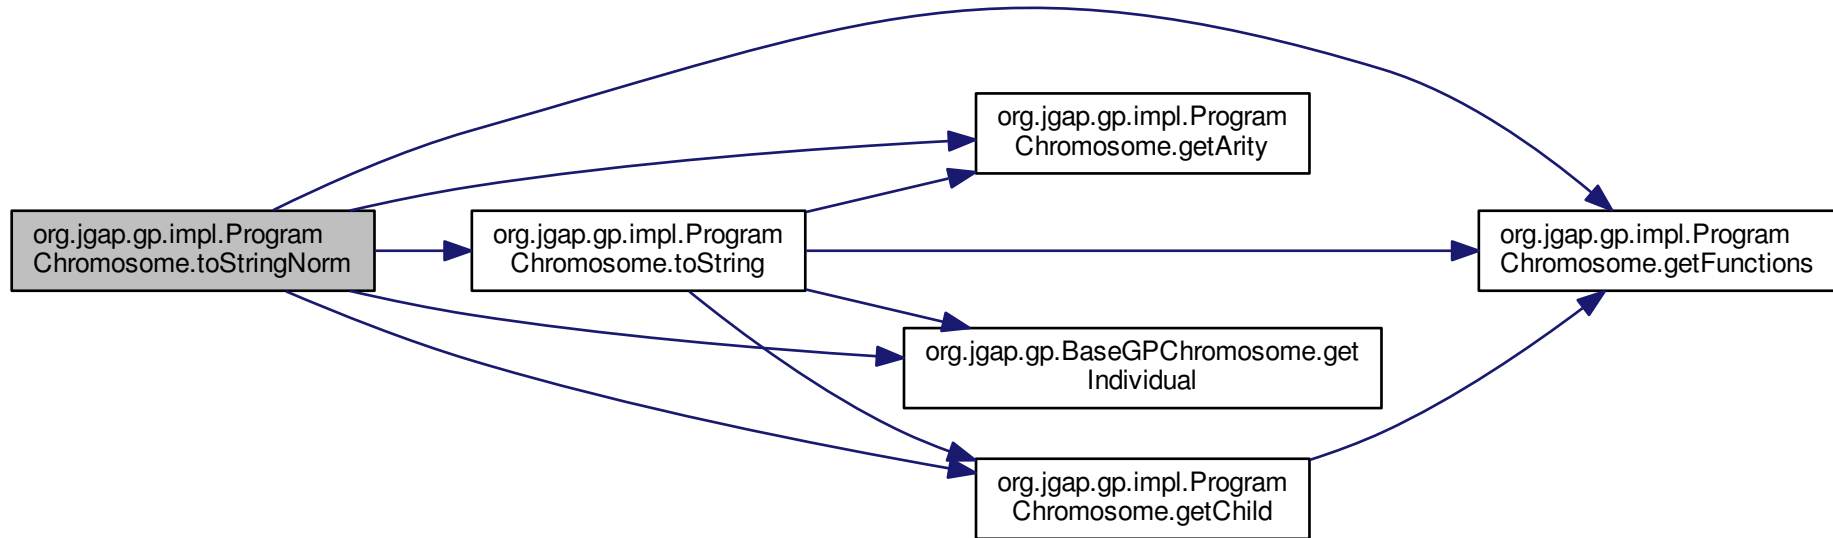 org.jgap.gp.impl.Program
Chromosome.toStringNorm
org.jgap.gp.impl.Program
Chromosome.toString
org.jgap.gp.impl.Program
Chromosome.getArity
org.jgap.gp.BaseGPChromosome.get
Individual
org.jgap.gp.impl.Program
Chromosome.getChild
org.jgap.gp.impl.Program
Chromosome.getFunctions